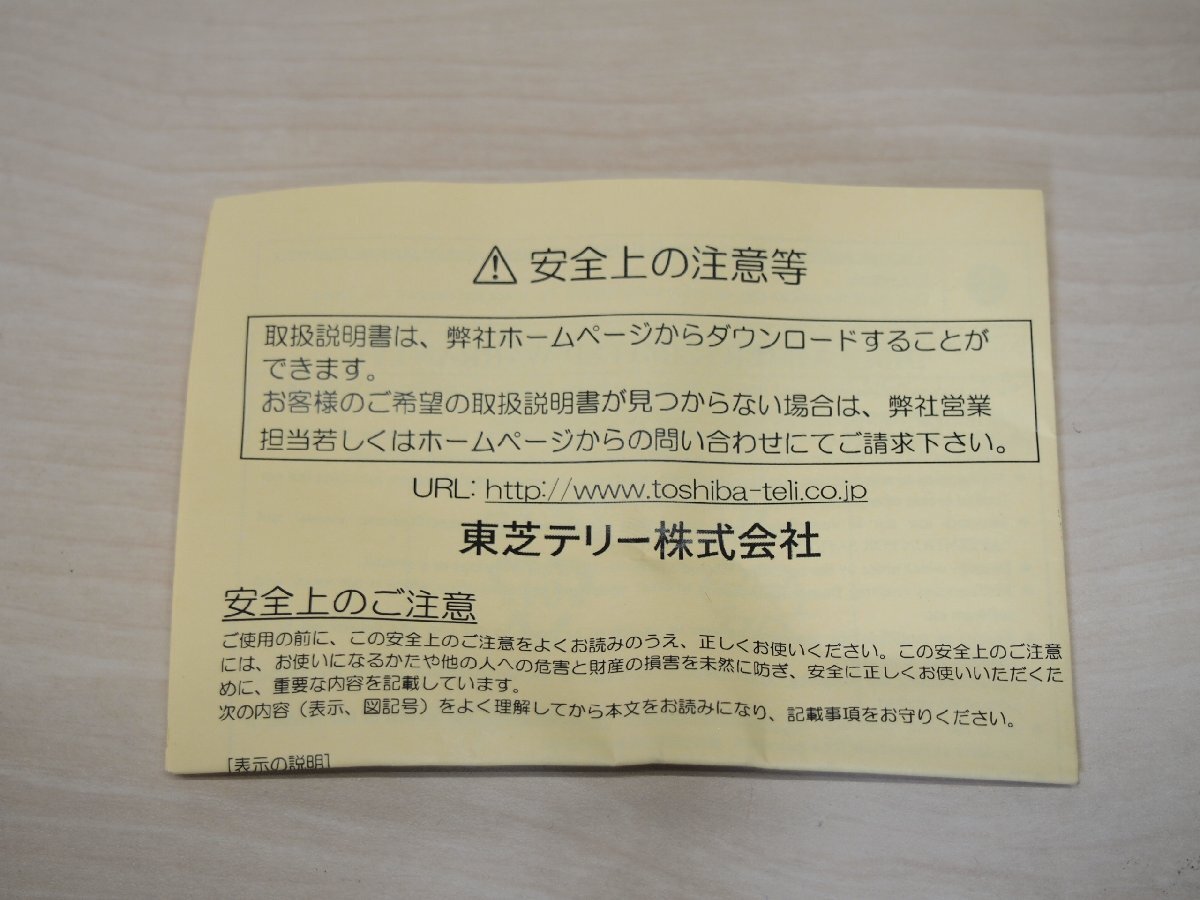 ⚠ 安全上の注意等
取扱説明書は、弊社ホームページからダウンロードすることが
できます。
お客様のご希望の取扱説明書が見つからない場合は、弊社営業
担当若しくはホームページからの問い合わせにてご請求下さい。
URL: http://www.toshiba-teli.co.jp
東芝テリー株式会社
安全上のご注意
ご使用の前に、この安全上のご注意をよくお読みのうえ、正しくお使いください。この安全上のご注意
には、お使いになるかたや他の人への危害と財産の損害を未然に防ぎ、安全に正しくお使いいただくた
めに、重要な内容を記載しています。
次の内容（表示、図記号）をよく理解してから本文をお読みになり、記載事項をお守りください。
[表示の説明]